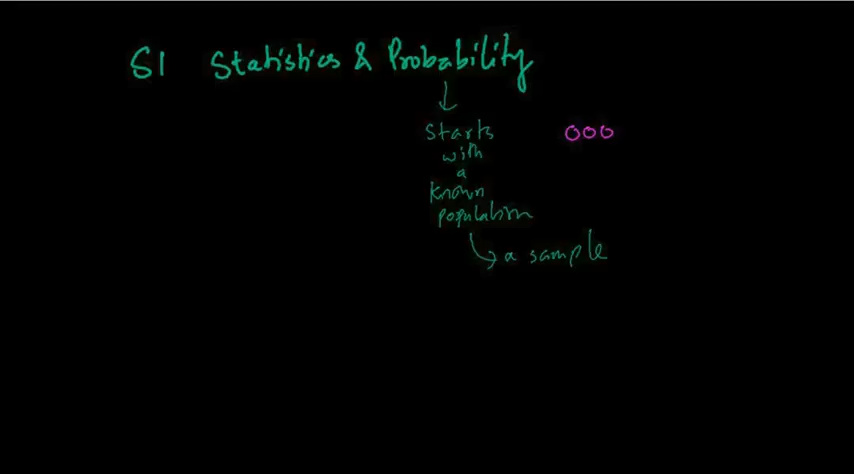 S1 Statistics & Probability
Starts
with
a
known
population
a sample